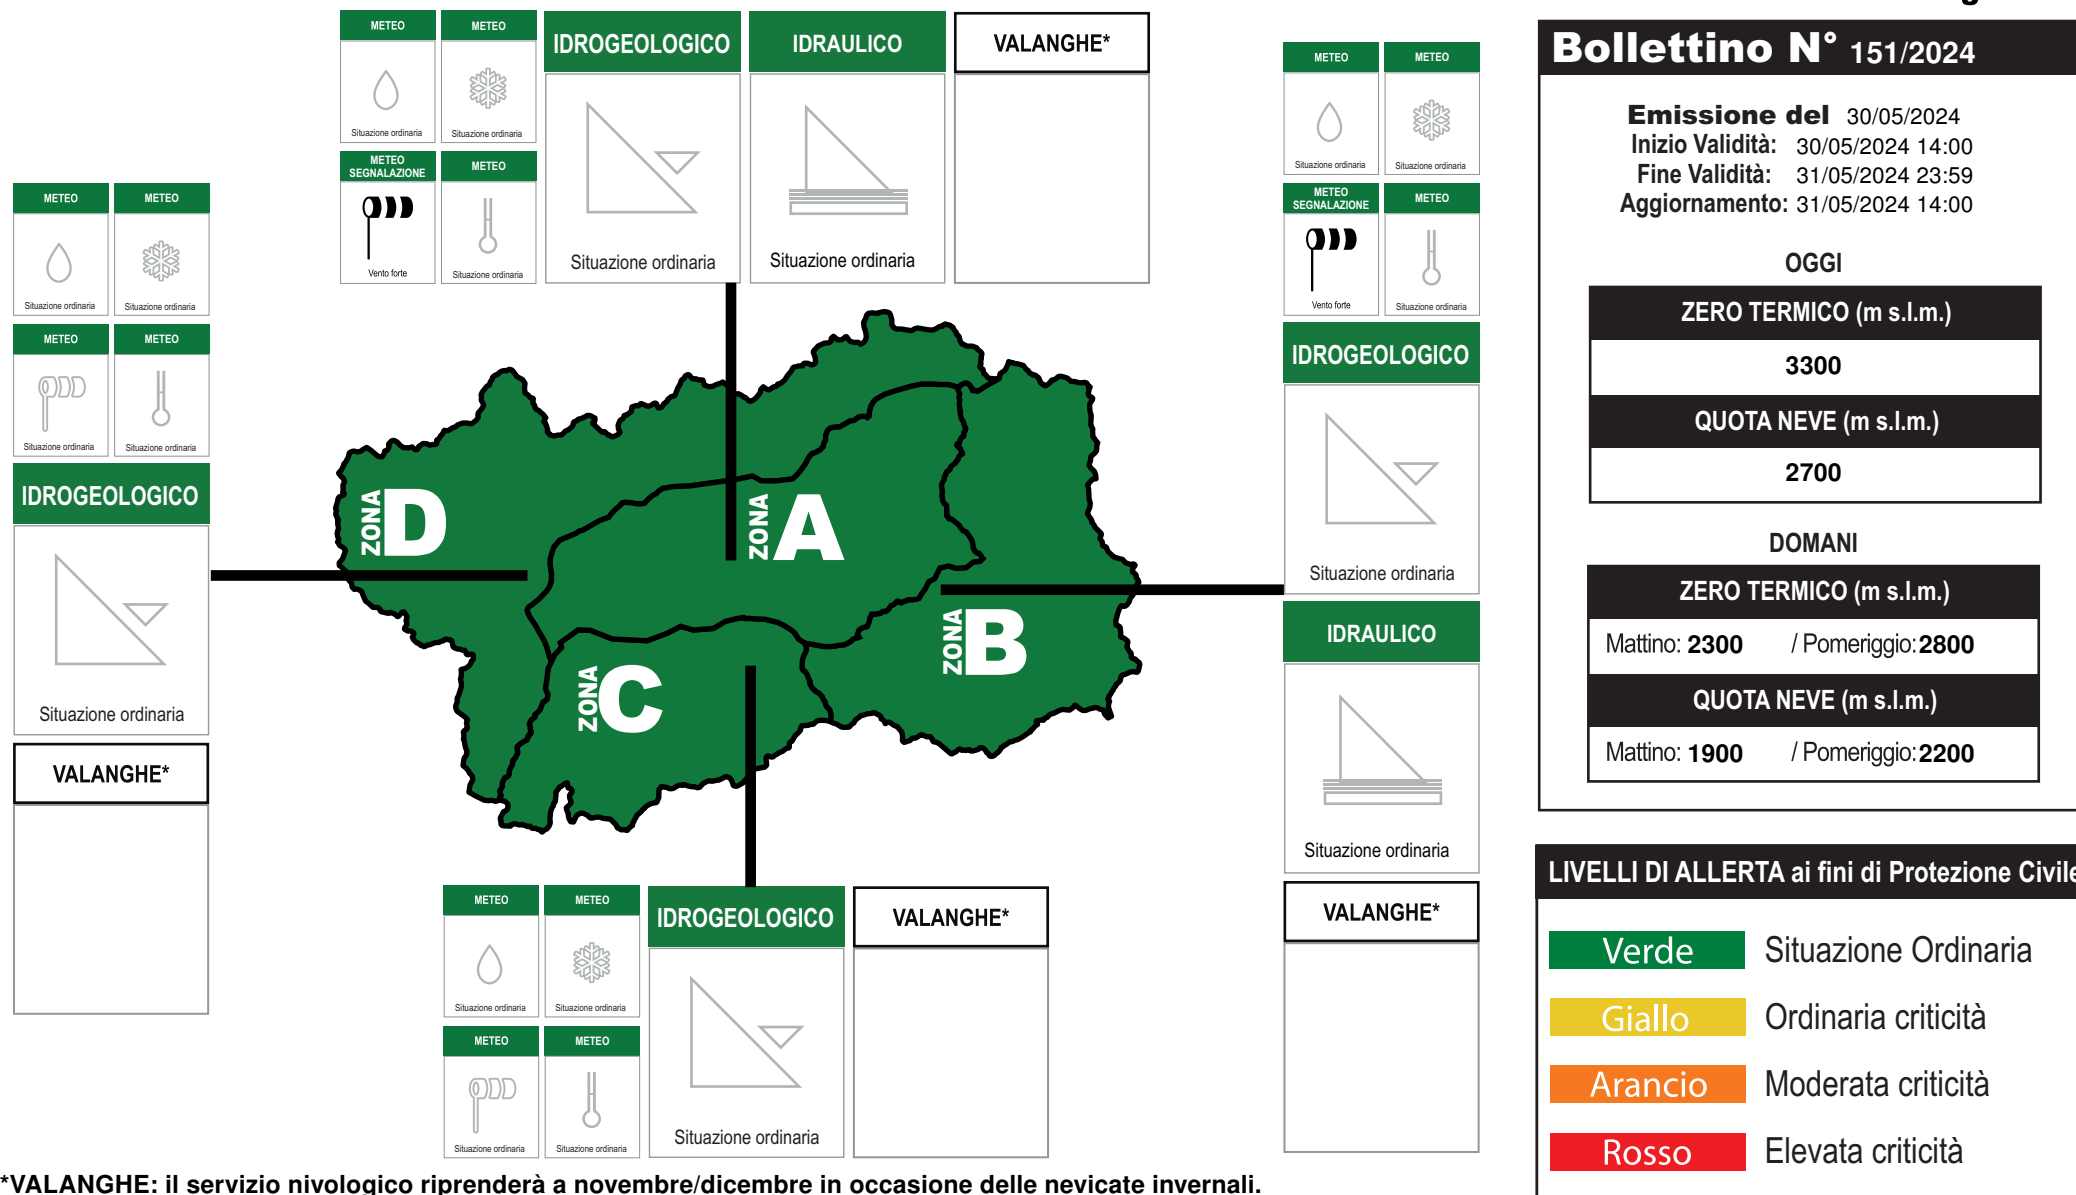 METEO
METEO
Situazione ordinaria
Situazione ordinaria
METEO
SEGNALAZIONE
METEO
Vento forte
Situazione ordinaria
IDROGEOLOGICO
Situazione ordinaria
IDRAULICO
Situazione ordinaria
VALANGHE*
METEO
METEO
Situazione ordinaria
Situazione ordinaria
METEO
METEO
Situazione ordinaria
Situazione ordinaria
IDROGEOLOGICO
Situazione ordinaria
VALANGHE*
ZONA D
ZONA A
ZONA B
ZONA C
METEO
METEO
Situazione ordinaria
Situazione ordinaria
METEO
SEGNALAZIONE
METEO
Vento forte
Situazione ordinaria
IDROGEOLOGICO
Situazione ordinaria
IDRAULICO
Situazione ordinaria
VALANGHE*
METEO
METEO
Situazione ordinaria
Situazione ordinaria
METEO
METEO
Situazione ordinaria
Situazione ordinaria
IDROGEOLOGICO
Situazione ordinaria
VALANGHE*
*VALANGHE: il servizio nivologico riprenderà a novembre/dicembre in occasione delle nevicate invernali.
Bollettino N° 151/2024
Emissione del 30/05/2024
Inizio Validità: 30/05/2024 14:00
Fine Validità: 31/05/2024 23:59
Aggiornamento: 31/05/2024 14:00
OGGI
ZERO TERMICO (m s.l.m.)
3300
QUOTA NEVE (m s.l.m.)
2700
DOMANI
ZERO TERMICO (m s.l.m.)
Mattino: 2300 / Pomeriggio: 2800
QUOTA NEVE (m s.l.m.)
Mattino: 1900 / Pomeriggio: 2200
LIVELLI DI ALLERTA ai fini di Protezione Civile
Verde Situazione Ordinaria
Giallo Ordinaria criticità
Arancio Moderata criticità
Rosso Elevata criticità